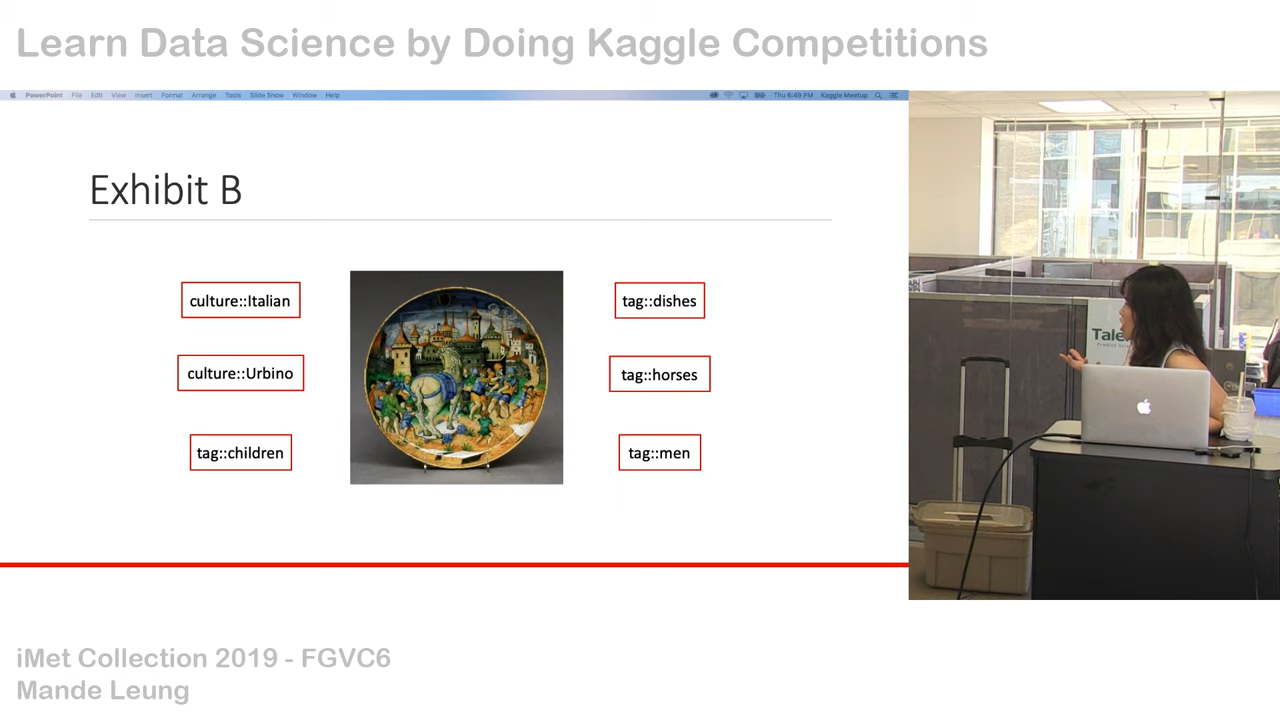 Learn Data Science by Doing Kaggle Competitions
PowerPoint File Edit View Insert Format Arrange Tools Slide Show Window Help
Thu 6:49 PM Kaggle Meetup
Exhibit B
culture::Italian
tag::dishes
culture::Urbino
tag::horses
tag::children
tag::men
iMet Collection 2019 - FGVC6
Mande Leung